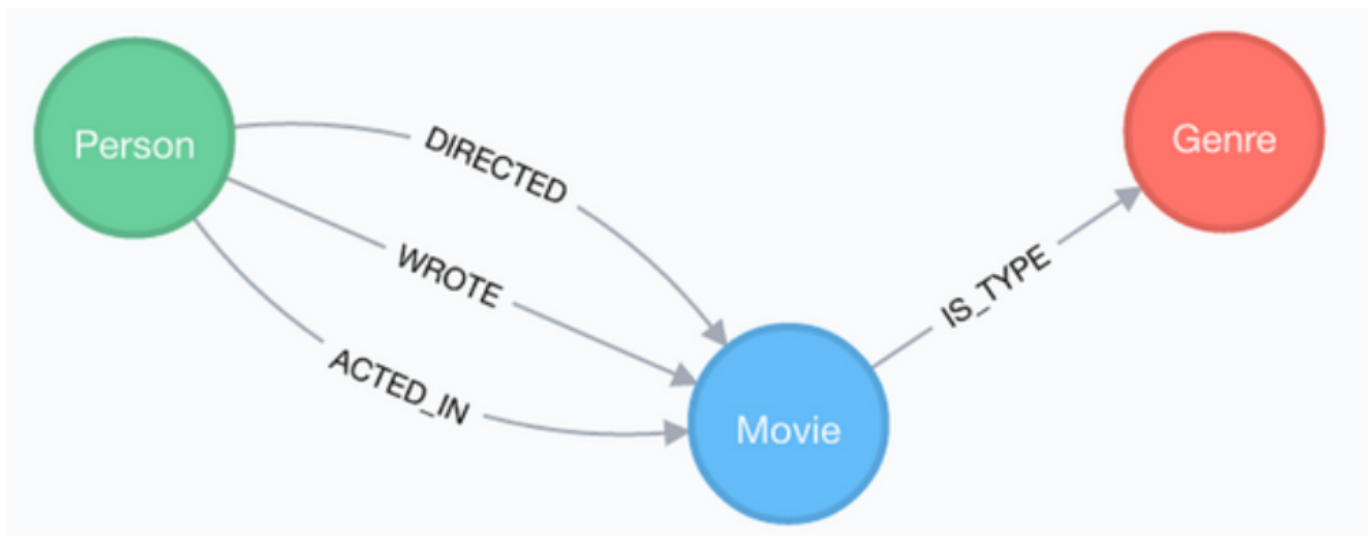 Person
DIRECTED
WROTE
ACTED_IN
Movie
IS_TYPE
Genre